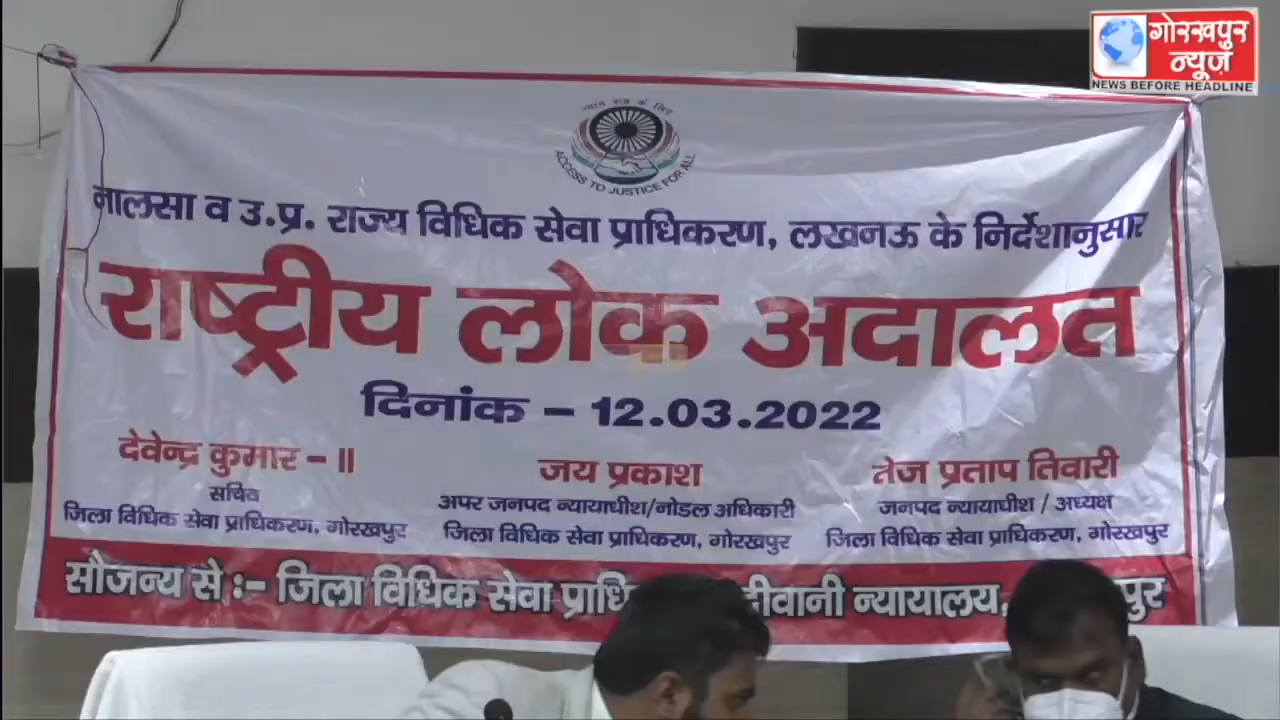 गोरखपुर
न्यूज़
NEWS BEFORE HEADLINE
न्याय सब के लिए
ACCESS TO JUSTICE FOR ALL
नालसा व उ.प्र. राज्य विधिक सेवा प्राधिकरण, लखनऊ के निर्देशानुसार
राष्ट्रीय लोक अदालत
दिनांक – 12.03.2022
देवेन्द्र कुमार – II
सचिव
जिला विधिक सेवा प्राधिकरण, गोरखपुर
जय प्रकाश
अपर जनपद न्यायाधीश/नोडल अधिकारी
जिला विधिक सेवा प्राधिकरण, गोरखपुर
तेज प्रताप तिवारी
जनपद न्यायाधीश / अध्यक्ष
जिला विधिक सेवा प्राधिकरण, गोरखपुर
सौजन्य से :– जिला विधिक सेवा दीवानी न्यायालय,